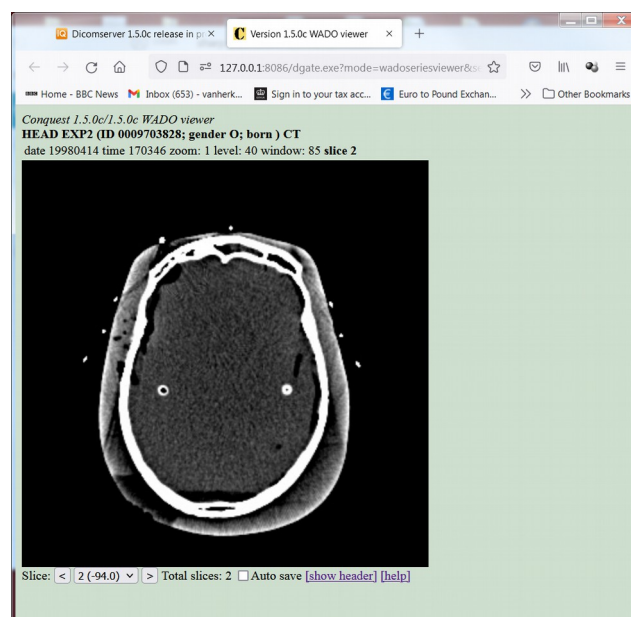 Dicomserver 1.5.0c release in pr
Version 1.5.0c WADO viewer
127.0.0.1:8086/dgate.exe?mode=wadoseriesviewer&se
Home - BBC News
Inbox (653) - vanherk...
Sign in to your tax acc...
Euro to Pound Exchan...
Other Bookmarks
Conquest 1.5.0c/1.5.0c WADO viewer
HEAD EXP2 (ID 0009703828; gender O; born ) CT
date 19980414 time 170346 zoom: 1 level: 40 window: 85 slice 2
Slice: < 2 (-94.0) > Total slices: 2 Auto save [show header] [help]